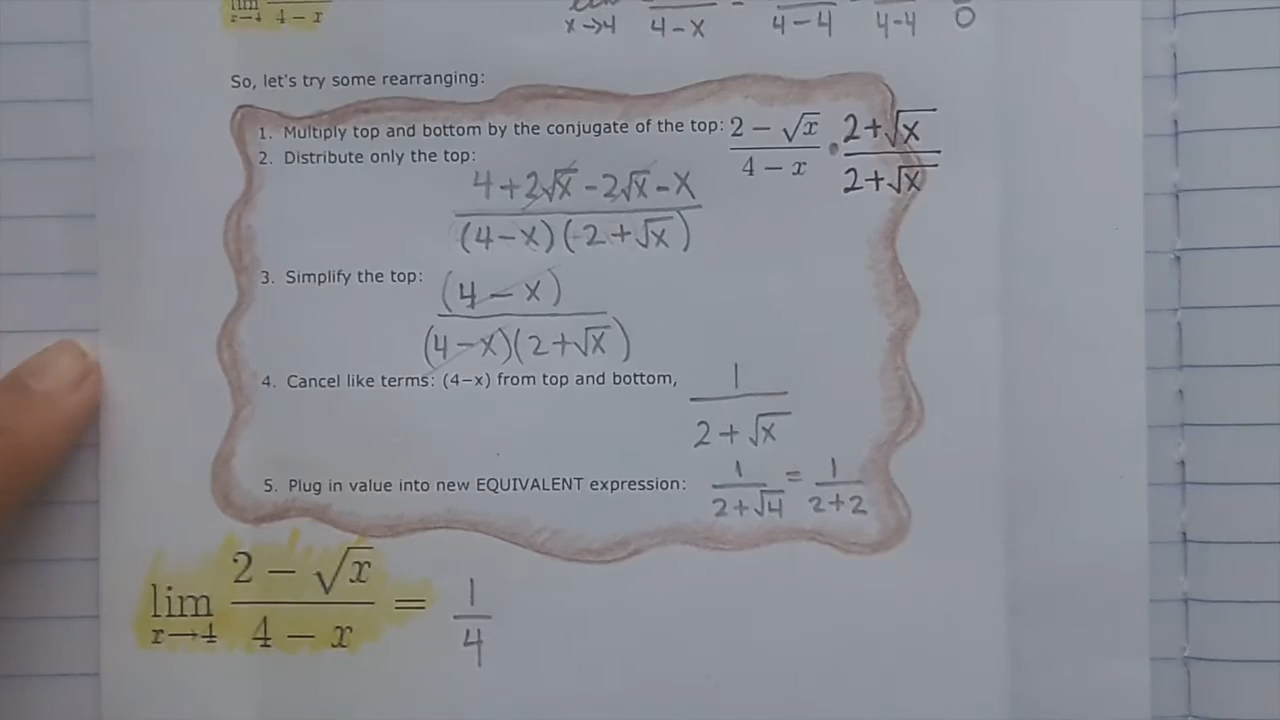 lim x→4 / 4 − x
x→4 4-x 4-4 4-4 0
So, let's try some rearranging:
1. Multiply top and bottom by the conjugate of the top: (2 − √x)/(4 − x) · (2+√x)/(2+√x)
2. Distribute only the top:
(4+2√x-2√x-x)/((4-x)(2+√x))
3. Simplify the top:
(4-x)/((4-x)(2+√x))
4. Cancel like terms: (4−x) from top and bottom, 1/(2+√x)
5. Plug in value into new EQUIVALENT expression: 1/(2+√4) = 1/(2+2)
lim x→4 (2 − √x)/(4 − x) = 1/4